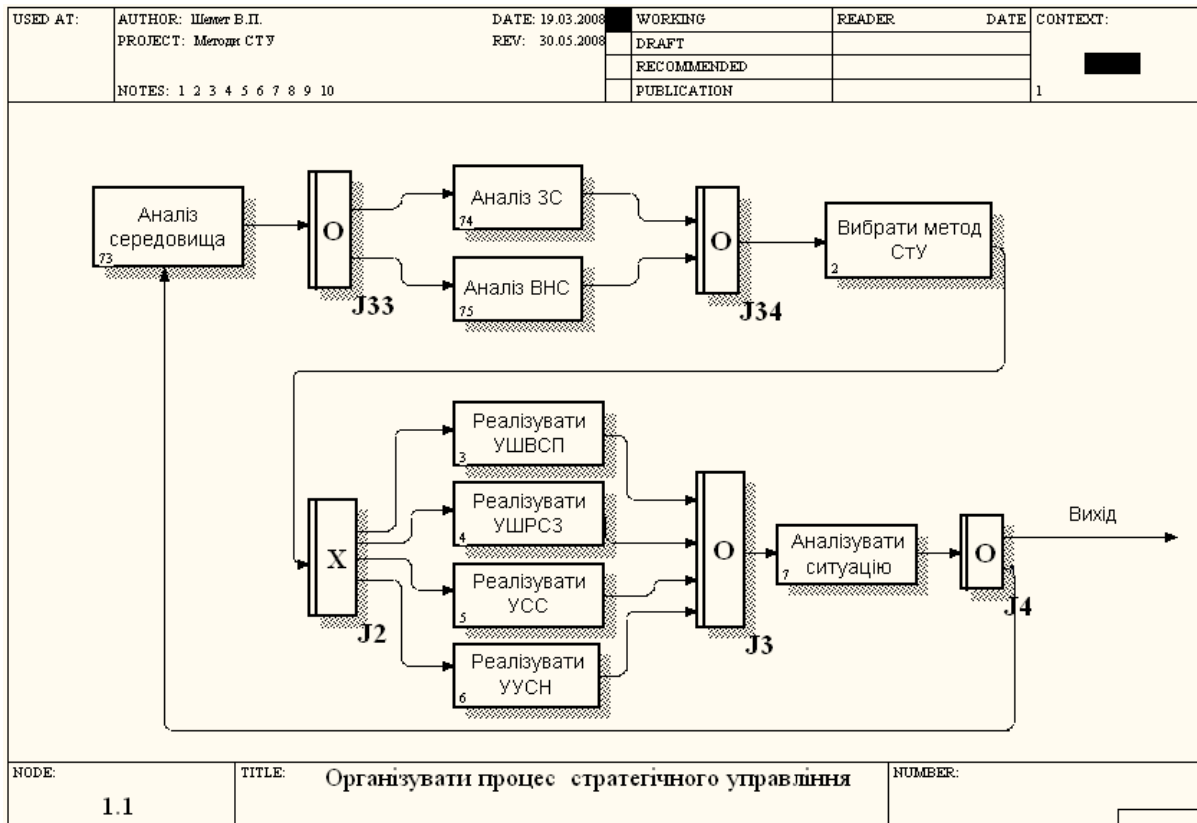 USED AT:
AUTHOR: Шемет В.П.
DATE: 19.03.2008
WORKING
READER
DATE
CONTEXT:
PROJECT: Методи СТУ
REV: 30.05.2008
DRAFT
RECOMMENDED
NOTES: 1 2 3 4 5 6 7 8 9 10
PUBLICATION
1
Аналіз
середовища
73
O
J33
Аналіз ЗС
74
Аналіз ВНС
75
O
J34
Вибрати метод
СтУ
2
X
J2
Реалізувати
УШВСП
3
Реалізувати
УШРСЗ
4
Реалізувати
УСС
5
Реалізувати
УУСН
6
O
J3
Аналізувати
ситуацію
7
O
J4
Вихід
NODE:
1.1
TITLE:
Організувати процес стратегічного управління
NUMBER: